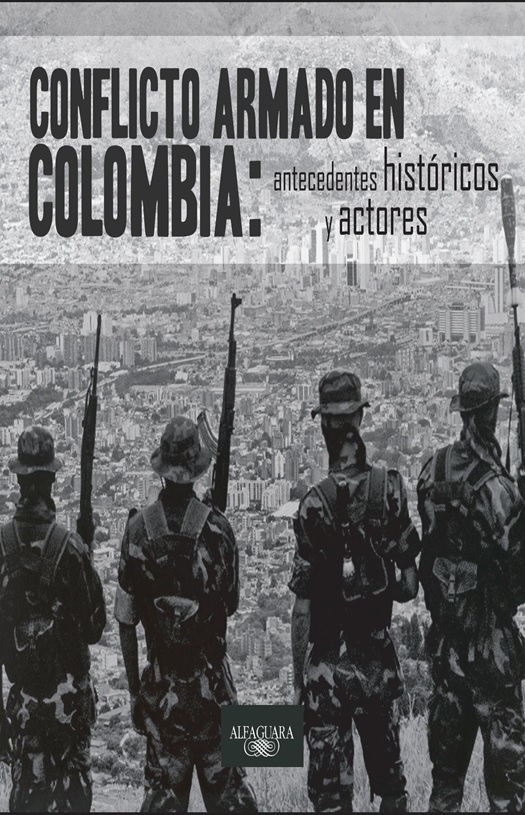 CONFLICTO ARMADO EN
COLOMBIA: antecedentes históricos
y actores
ALFAGUARA